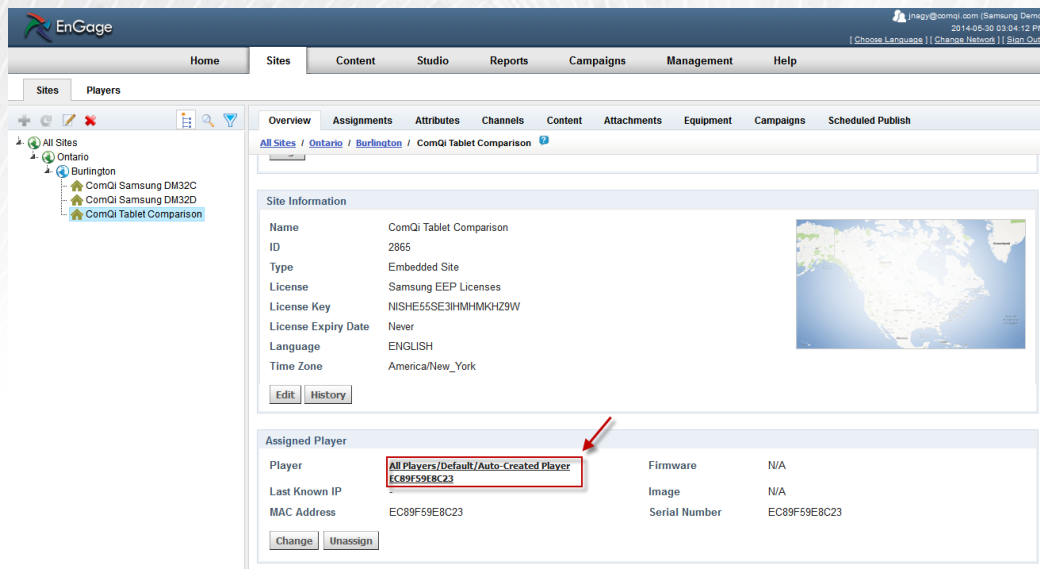 EnGage
jnagy@comqi.com (Samsung Demo
2014-05-30 03:04:12 PM
[ Choose Language ] [ Change Network ] [ Sign Out
Home Sites Content Studio Reports Campaigns Management Help
Sites Players
Overview Assignments Attributes Channels Content Attachments Equipment Campaigns Scheduled Publish
All Sites / Ontario / Burlington / ComQi Tablet Comparison ?
All Sites
Ontario
Burlington
ComQi Samsung DM32C
ComQi Samsung DM32D
ComQi Tablet Comparison
Site Information
Name ComQi Tablet Comparison
ID 2865
Type Embedded Site
License Samsung EEP Licenses
License Key NISHE55SE3IHMHMKHZ9W
License Expiry Date Never
Language ENGLISH
Time Zone America/New_York
Edit History
Assigned Player
Player All Players/Default/Auto-Created Player Firmware N/A
EC89F59E8C23
Last Known IP - Image N/A
MAC Address EC89F59E8C23 Serial Number EC89F59E8C23
Change Unassign